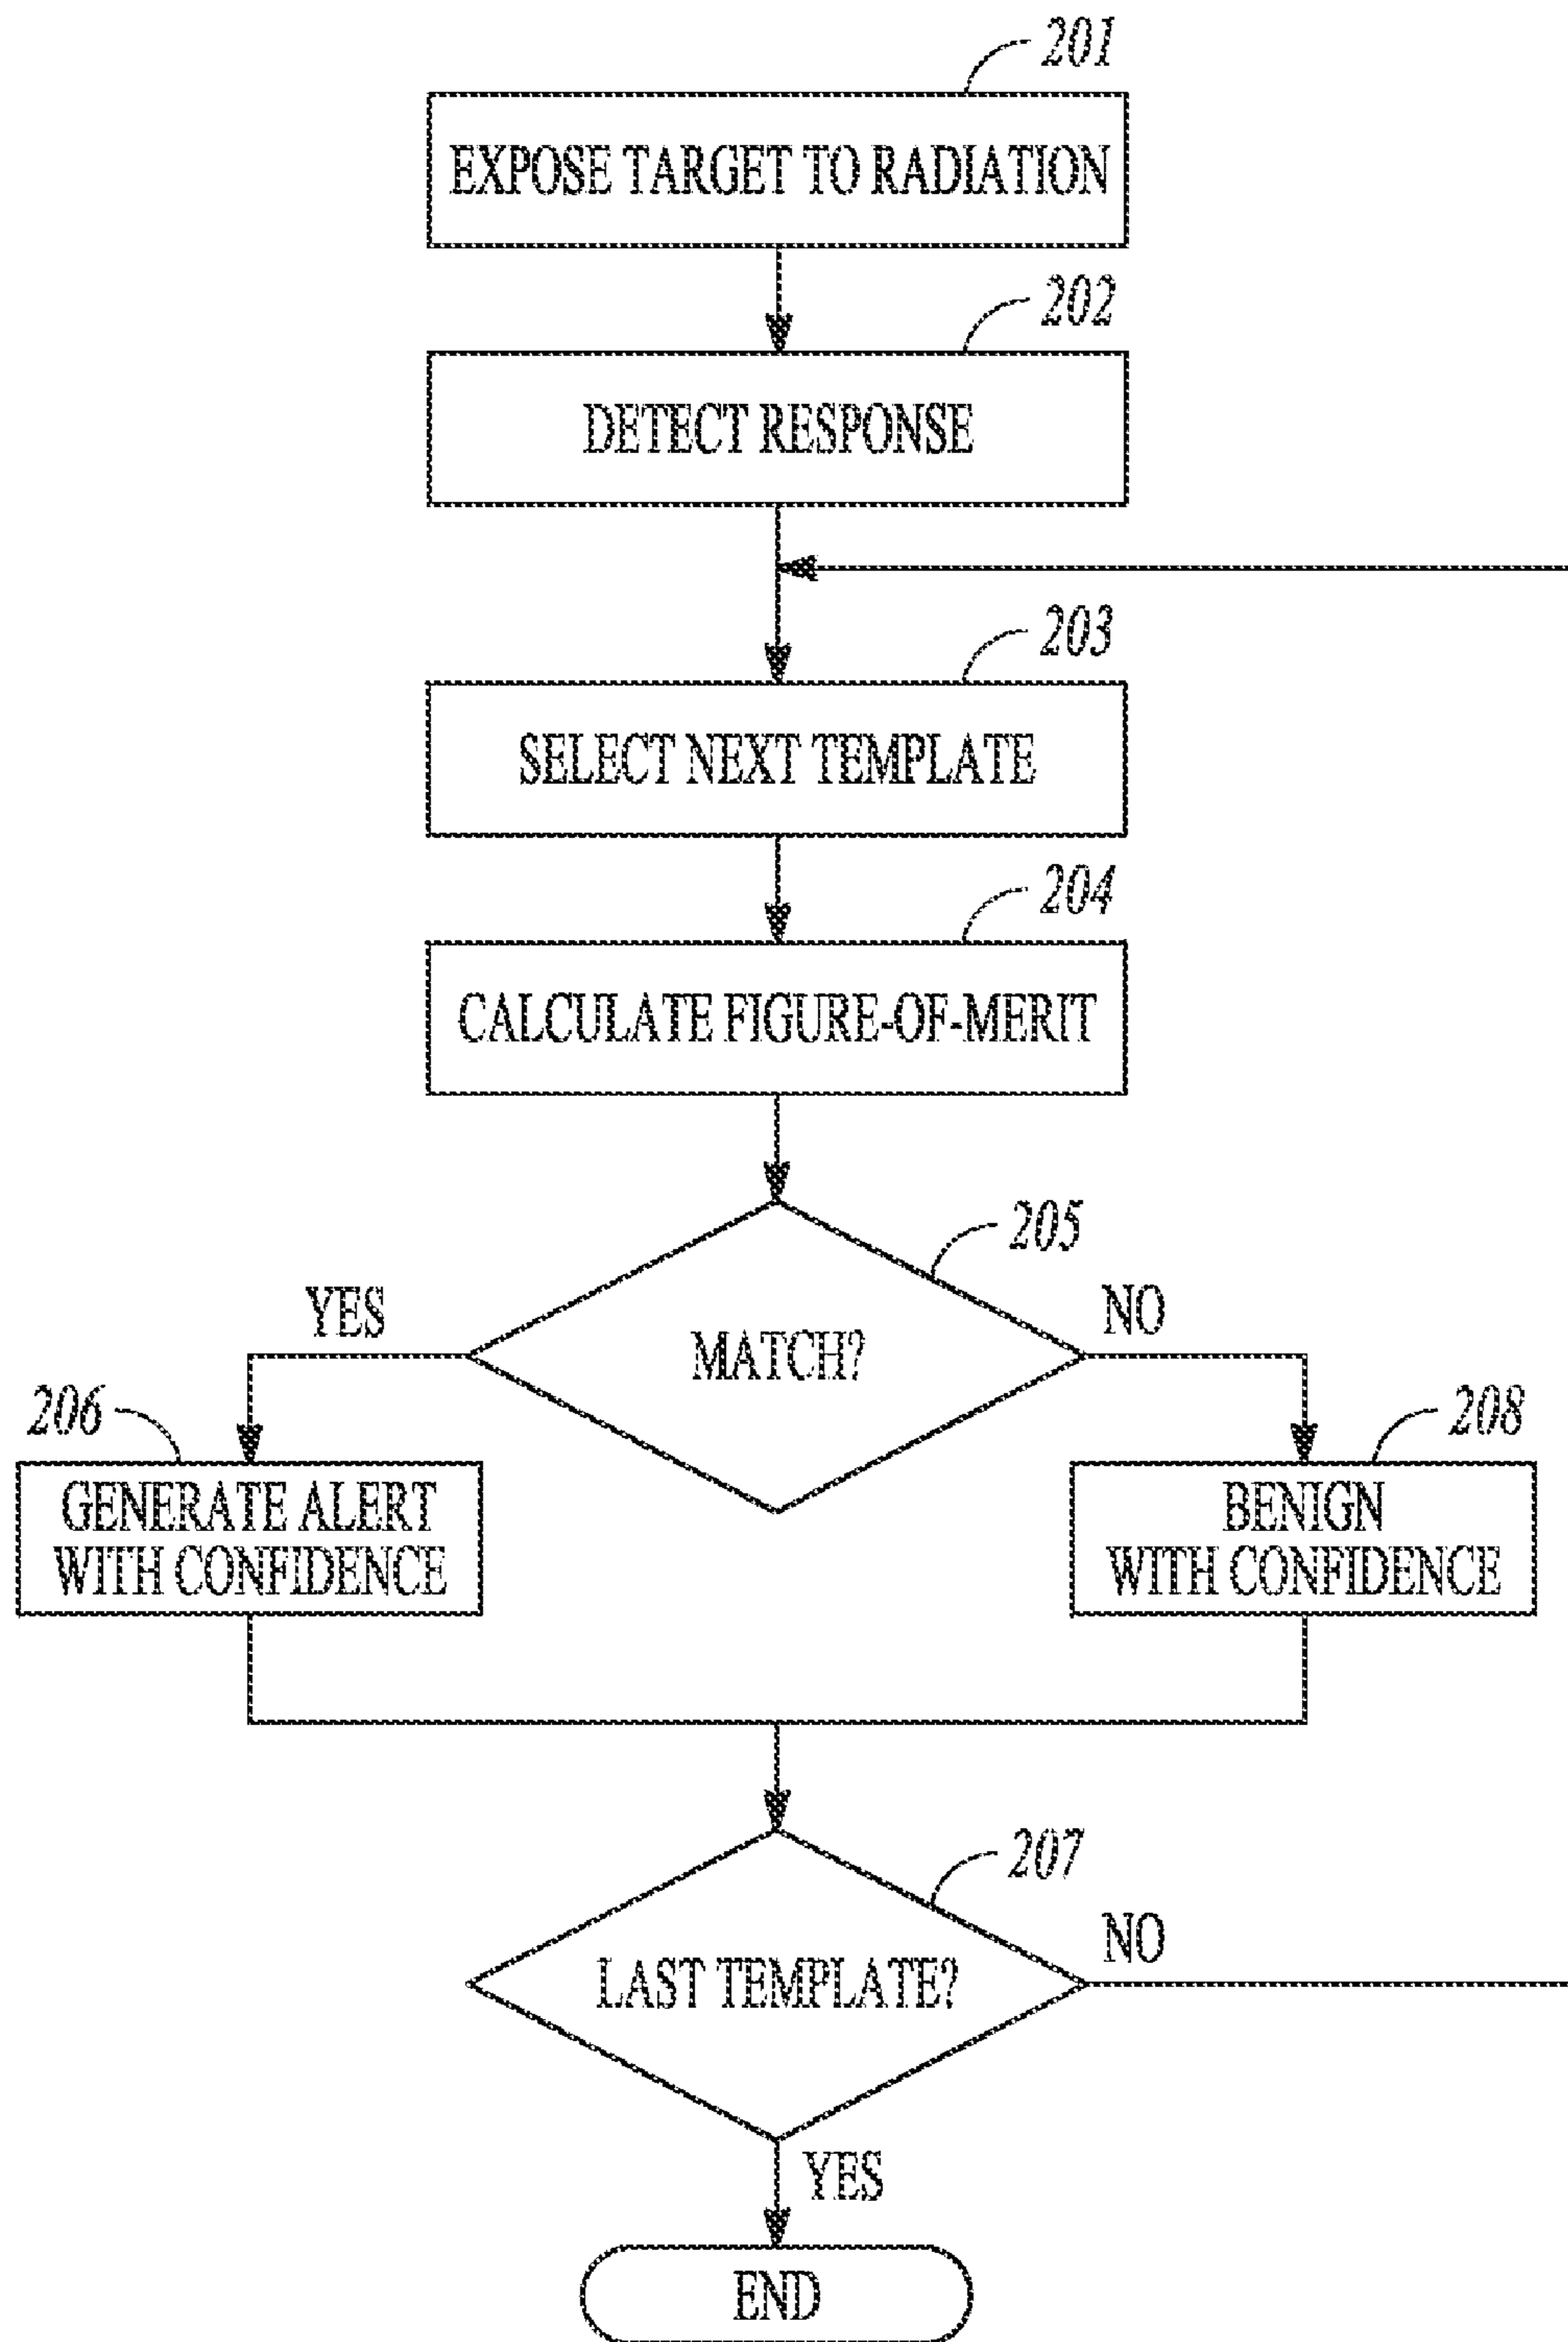 201
EXPOSE TARGET TO RADIATION
202
DETECT RESPONSE
203
SELECT NEXT TEMPLATE
204
CALCULATE FIGURE-OF-MERIT
205
MATCH?
YES
NO
206
GENERATE ALERT
WITH CONFIDENCE
208
BENIGN
WITH CONFIDENCE
207
LAST TEMPLATE?
NO
YES
END